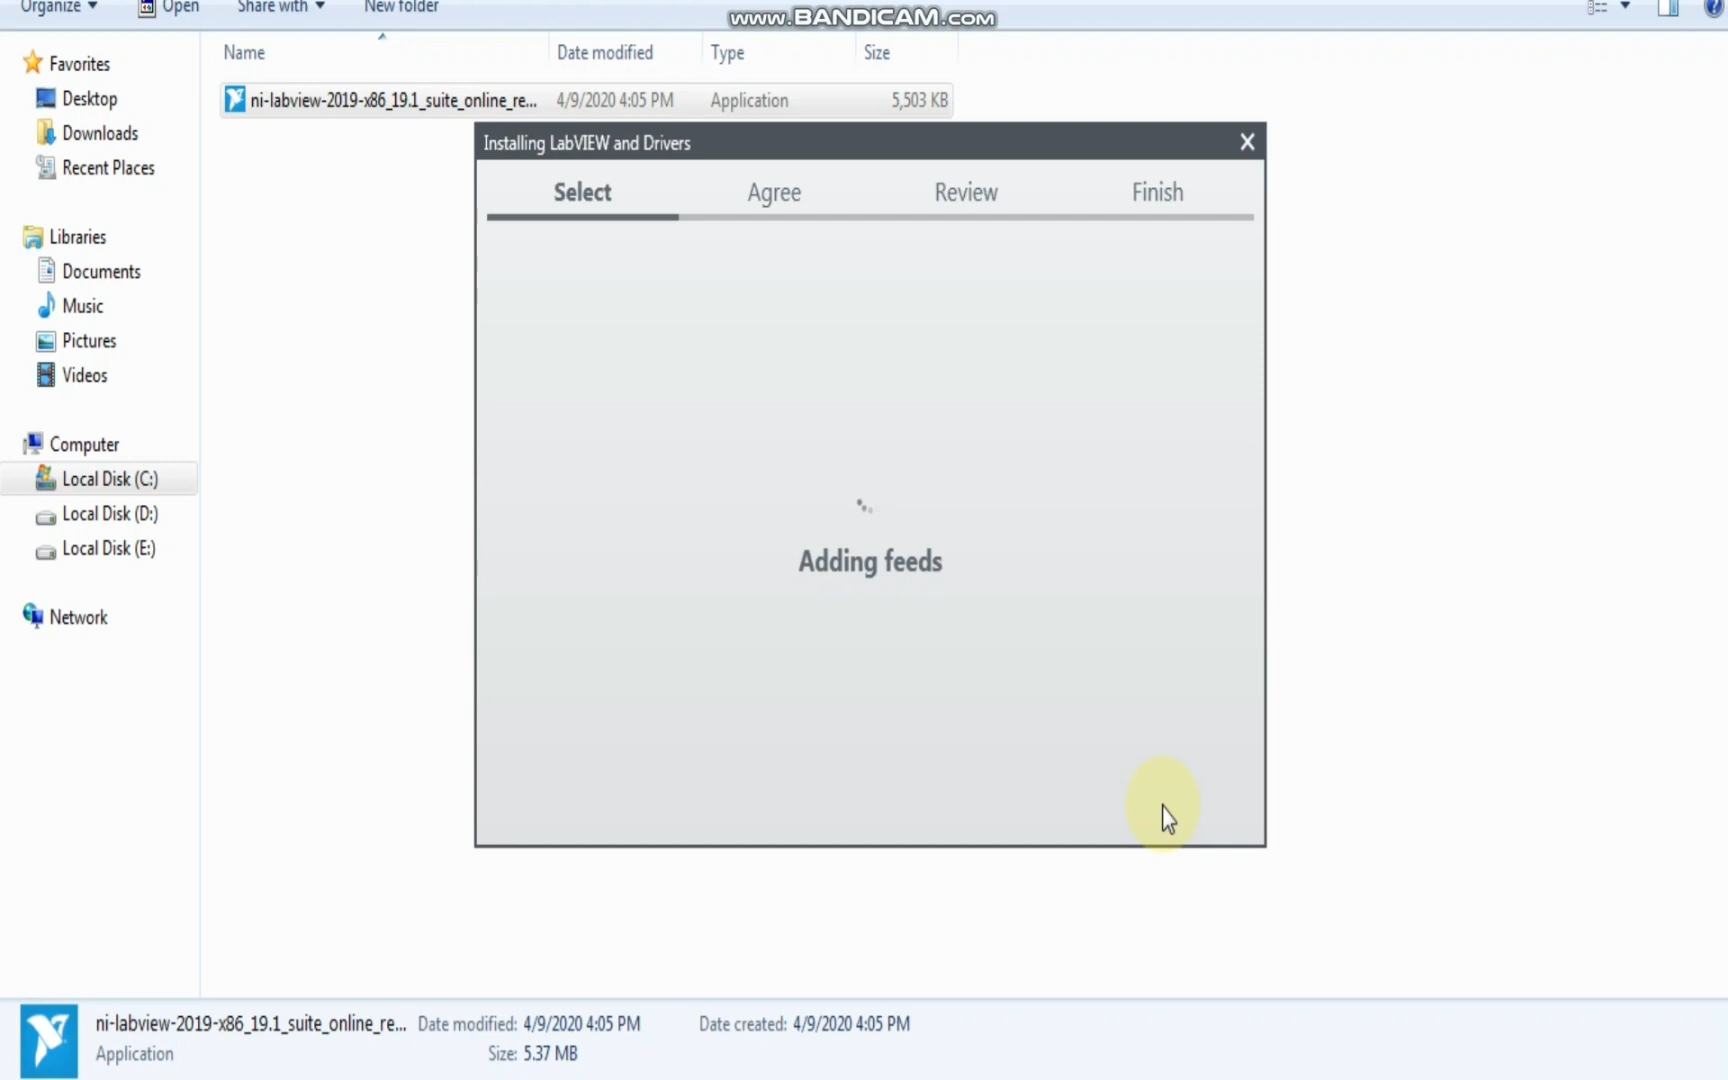 Organize Open Share with New folder
www.BANDICAM.com
Name Date modified Type Size
ni-labview-2019-x86_19.1_suite_online_re... 4/9/2020 4:05 PM Application 5,503 KB
Favorites
Desktop
Downloads
Recent Places
Libraries
Documents
Music
Pictures
Videos
Computer
Local Disk (C:)
Local Disk (D:)
Local Disk (E:)
Network
Installing LabVIEW and Drivers X
Select Agree Review Finish
Adding feeds
ni-labview-2019-x86_19.1_suite_online_re... Date modified: 4/9/2020 4:05 PM Date created: 4/9/2020 4:05 PM
Application Size: 5.37 MB